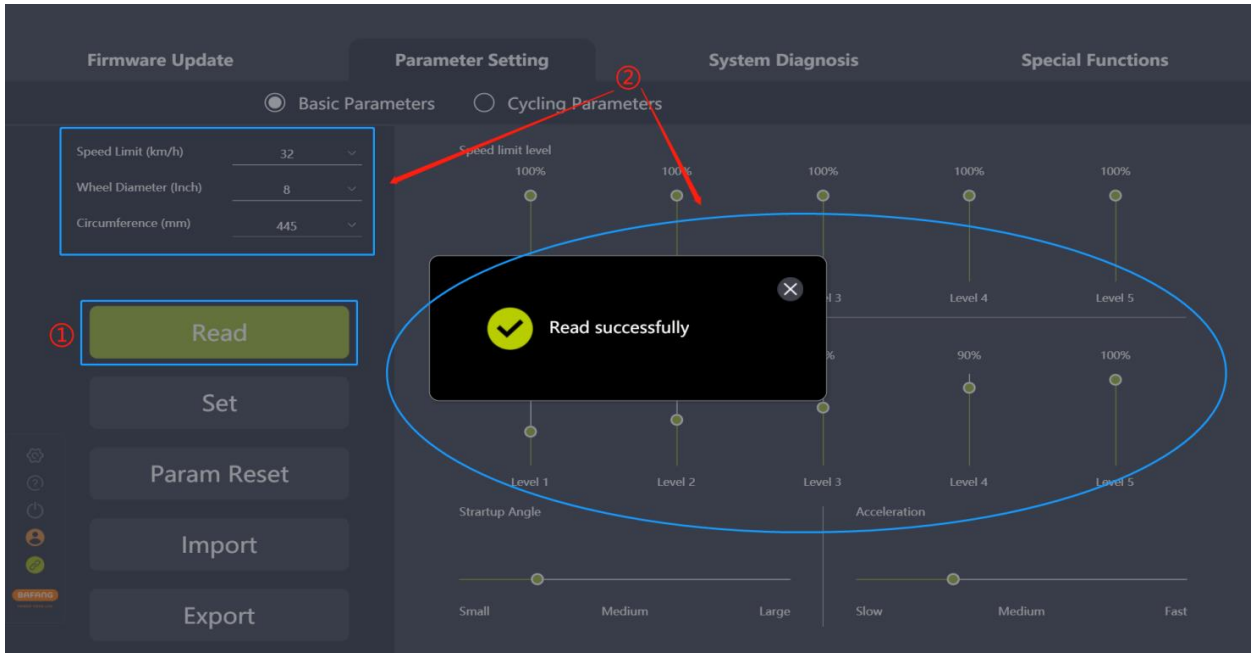 Firmware Update Parameter Setting System Diagnosis Special Functions
②
Basic Parameters Cycling Parameters
Speed Limit (km/h) 32
Wheel Diameter (Inch) 8
Circumference (mm) 445
①
Read
Set
Param Reset
Import
Export
BAFANG
Speed limit level
100% 100% 100% 100% 100%
Level 4 Level 5
Read successfully
90% 100%
Level 1 Level 2 Level 3 Level 4 Level 5
Strartup Angle Acceleration
Small Medium Large Slow Medium Fast